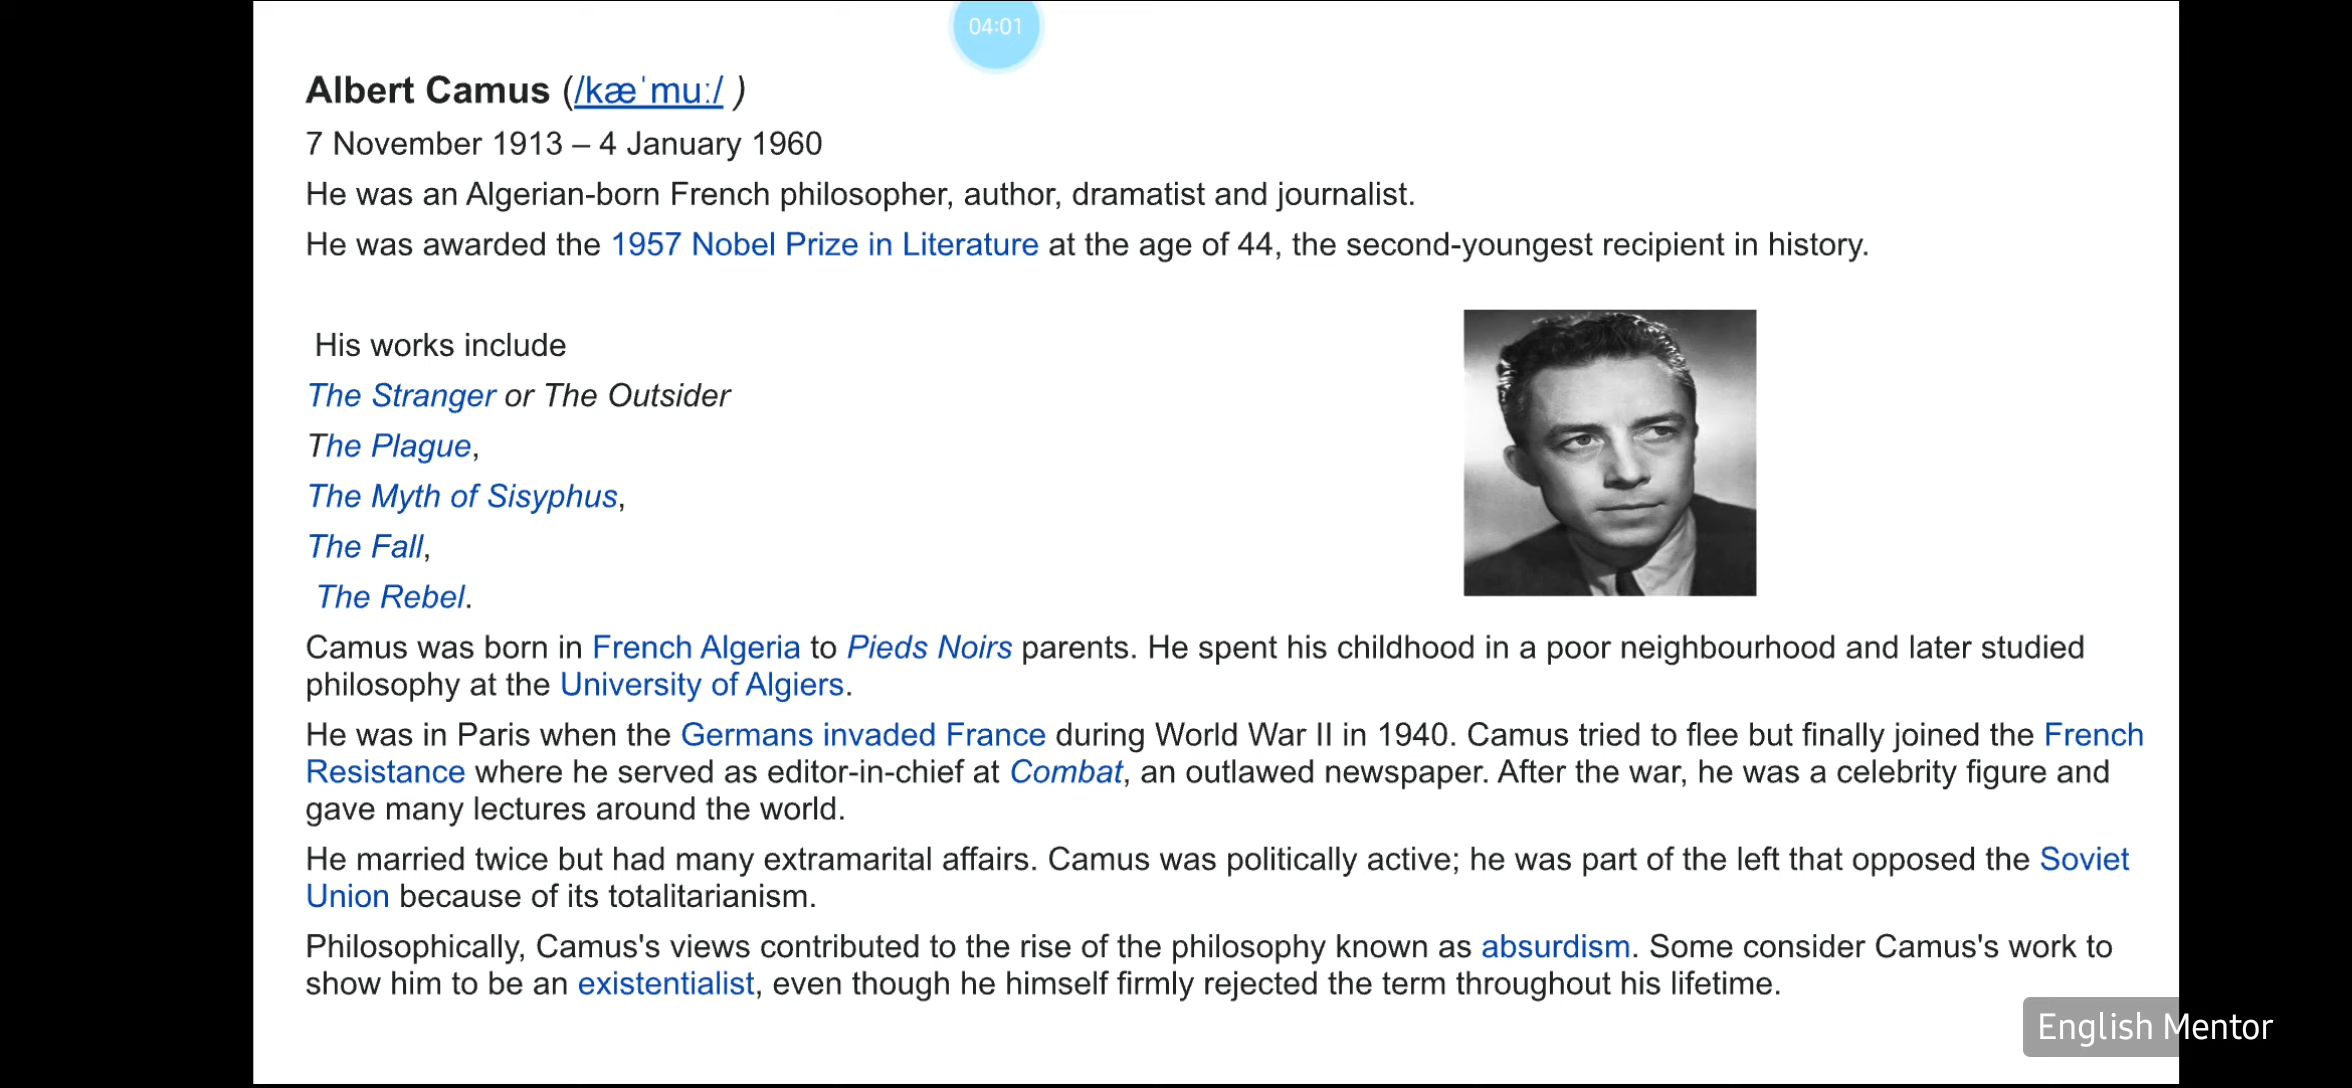 04:01
Albert Camus (/kæˈmuː/ )
7 November 1913 – 4 January 1960
He was an Algerian-born French philosopher, author, dramatist and journalist.
He was awarded the 1957 Nobel Prize in Literature at the age of 44, the second-youngest recipient in history.
His works include
The Stranger or The Outsider
The Plague,
The Myth of Sisyphus,
The Fall,
The Rebel.
Camus was born in French Algeria to Pieds Noirs parents. He spent his childhood in a poor neighbourhood and later studied
philosophy at the University of Algiers.
He was in Paris when the Germans invaded France during World War II in 1940. Camus tried to flee but finally joined the French
Resistance where he served as editor-in-chief at Combat, an outlawed newspaper. After the war, he was a celebrity figure and
gave many lectures around the world.
He married twice but had many extramarital affairs. Camus was politically active; he was part of the left that opposed the Soviet
Union because of its totalitarianism.
Philosophically, Camus's views contributed to the rise of the philosophy known as absurdism. Some consider Camus's work to
show him to be an existentialist, even though he himself firmly rejected the term throughout his lifetime.
English Mentor